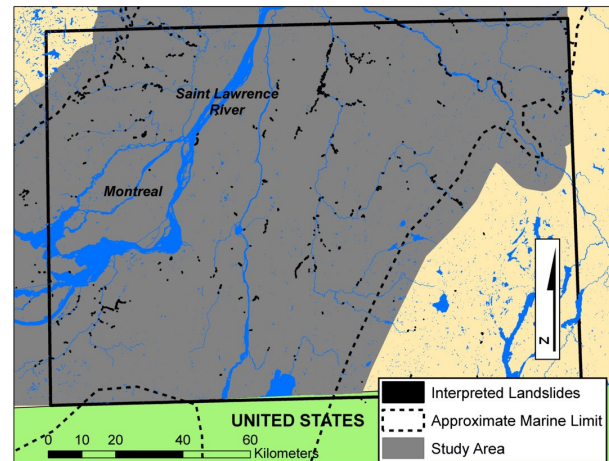 Saint Lawrence
River
Montreal
N
UNITED STATES
0 10 20 40 60
Kilometers
Interpreted Landslides
Approximate Marine Limit
Study Area